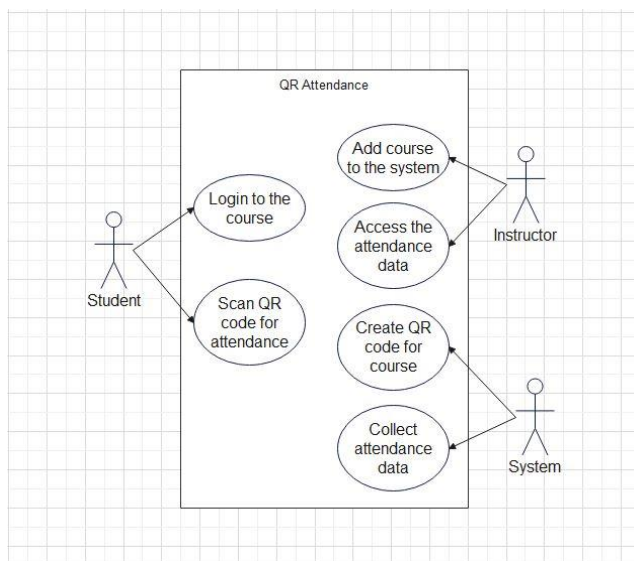 QR Attendance
Add course
to the system
Login to the
course
Access the
attendance
data
Instructor
Student
Scan QR
code for
attendance
Create QR
code for
course
Collect
attendance
data
System